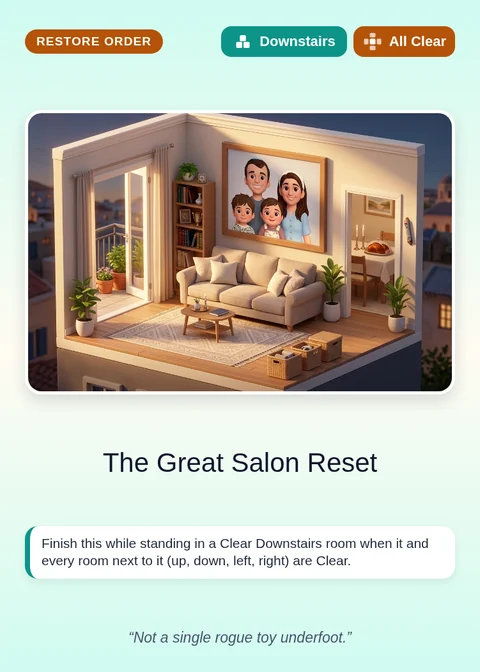 RESTORE ORDER
Downstairs
All Clear
The Great Salon Reset
Finish this while standing in a Clear Downstairs room when it and
every room next to it (up, down, left, right) are Clear.
“Not a single rogue toy underfoot.”